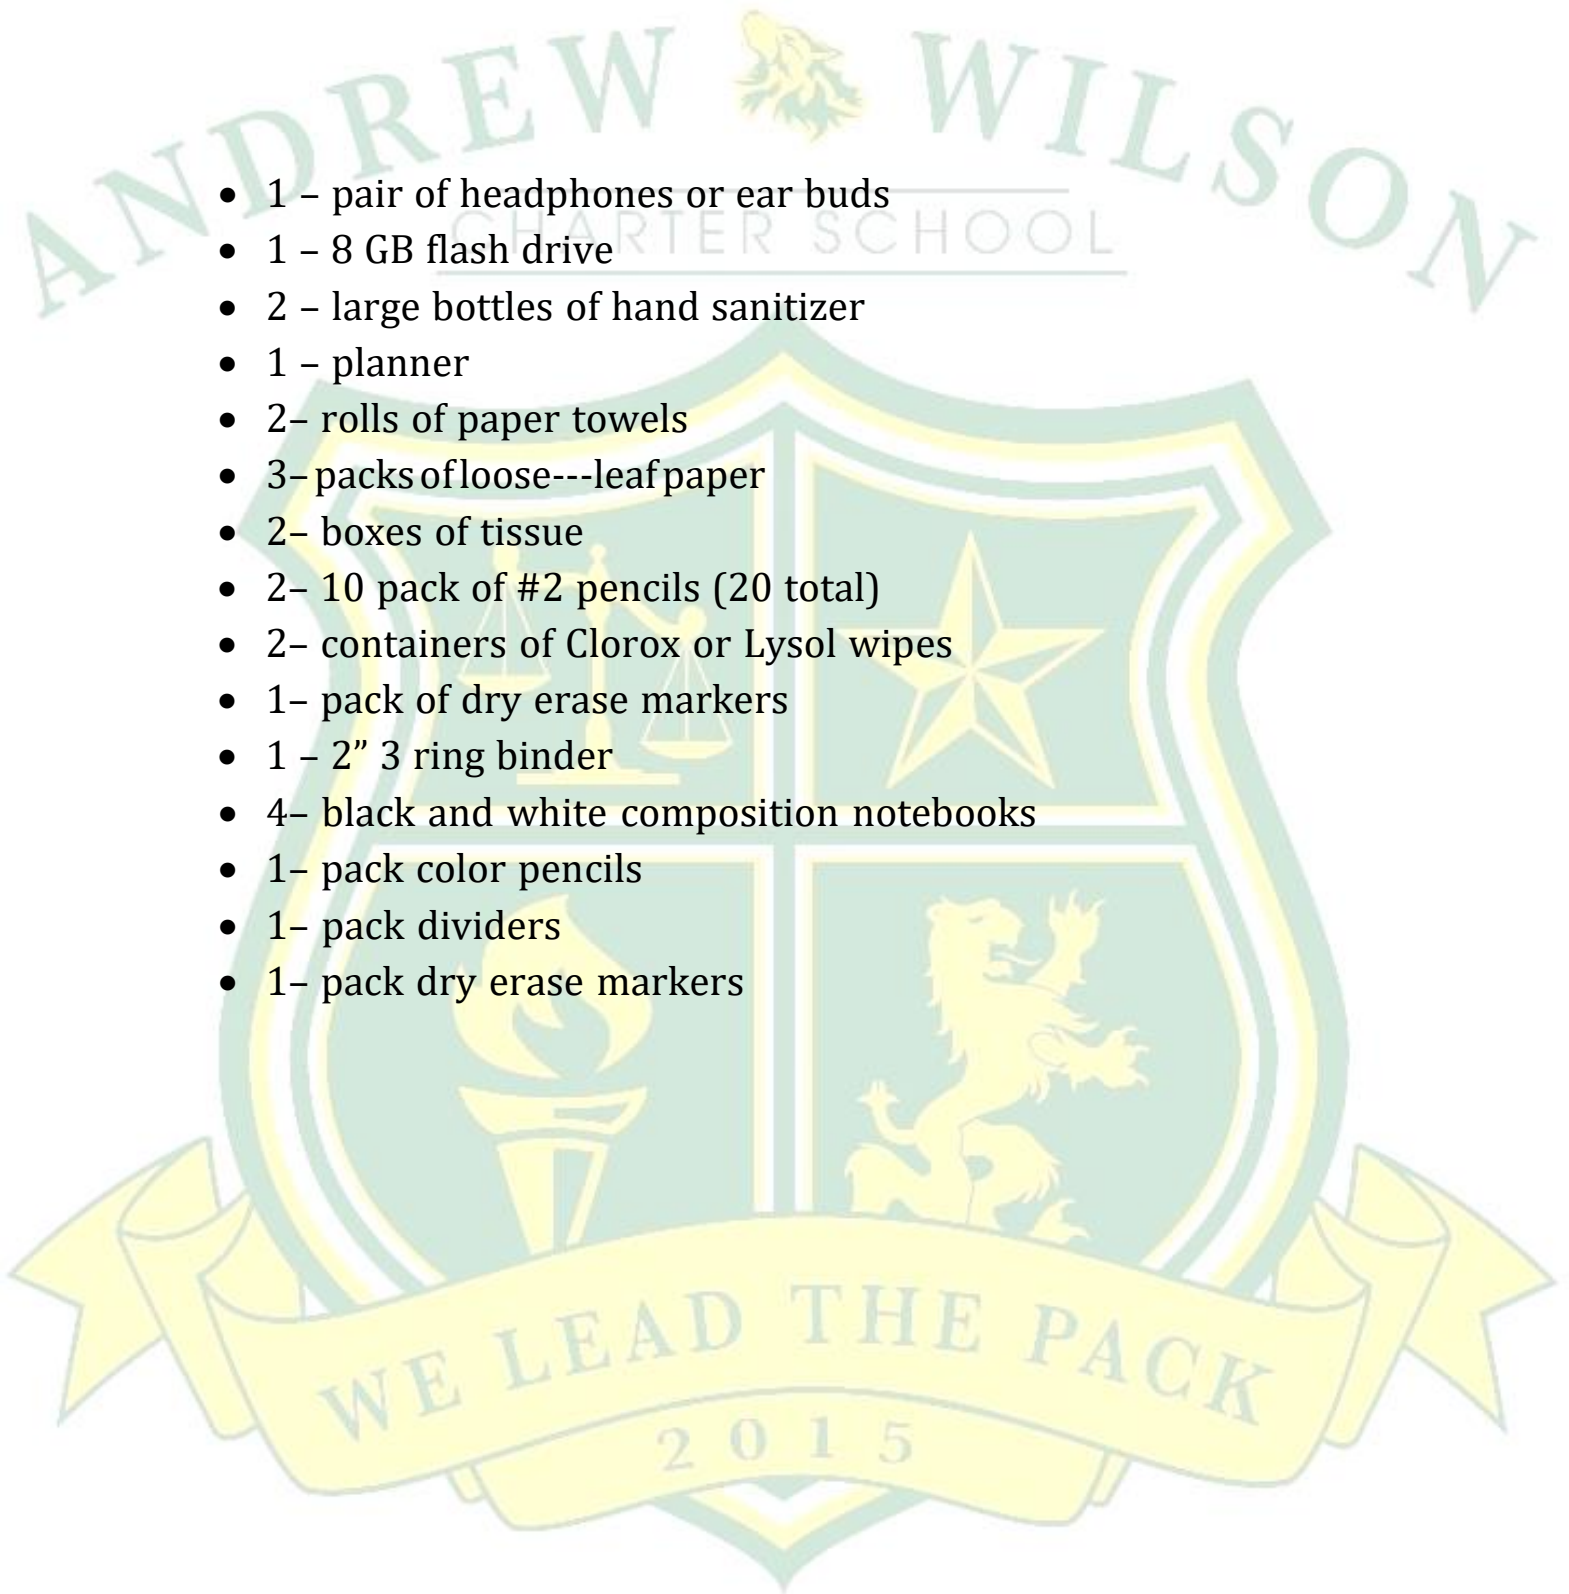 ANDREW WILSON
CHARTER SCHOOL
• 1 – pair of headphones or ear buds
• 1 – 8 GB flash drive
• 2 – large bottles of hand sanitizer
• 1 – planner
• 2– rolls of paper towels
• 3– packs of loose---leaf paper
• 2– boxes of tissue
• 2– 10 pack of #2 pencils (20 total)
• 2– containers of Clorox or Lysol wipes
• 1– pack of dry erase markers
• 1 – 2” 3 ring binder
• 4– black and white composition notebooks
• 1– pack color pencils
• 1– pack dividers
• 1– pack dry erase markers
WE LEAD THE PACK
2015